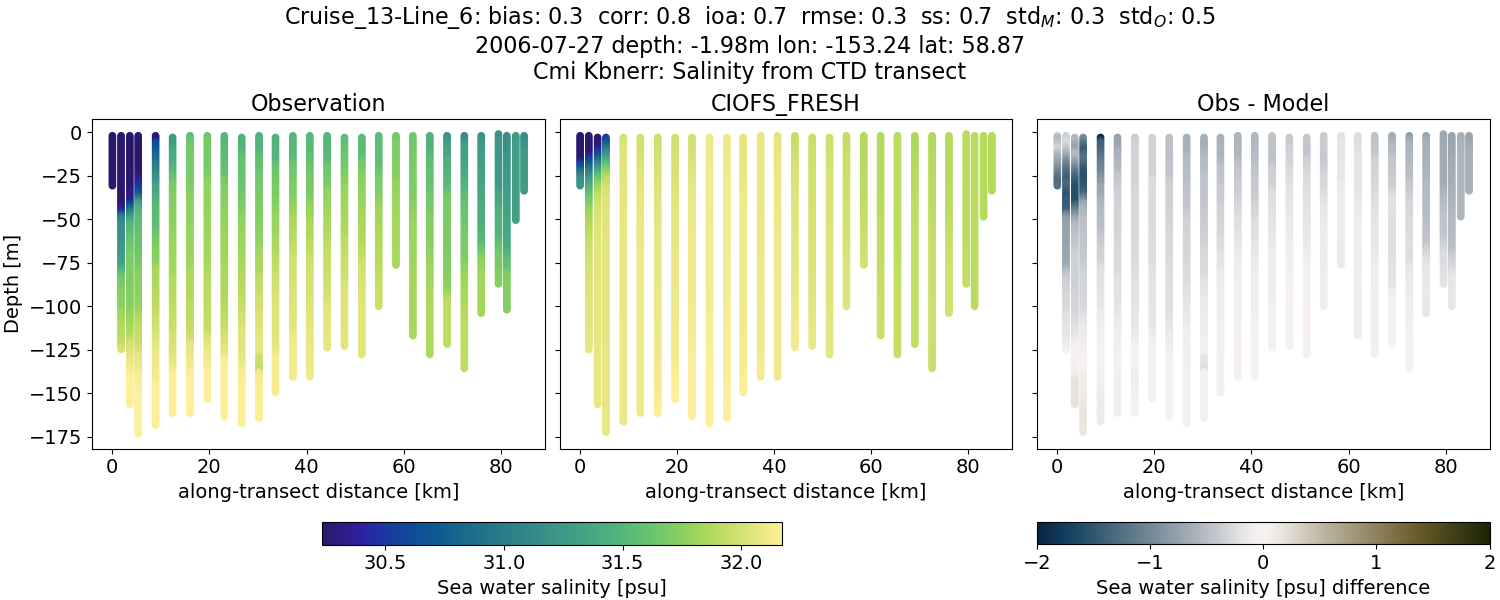 Cruise_13-Line_6: bias: 0.3 corr: 0.8 ioa: 0.7 rmse: 0.3 ss: 0.7 std_M: 0.3 std_O: 0.5
2006-07-27 depth: -1.98m lon: -153.24 lat: 58.87
Cmi Kbnerr: Salinity from CTD transect
Observation
CIOFS_FRESH
Obs - Model
Depth [m]
0
−25
−50
−75
−100
−125
−150
−175
0 20 40 60 80
0 20 40 60 80
0 20 40 60 80
along-transect distance [km]
along-transect distance [km]
along-transect distance [km]
30.5 31.0 31.5 32.0
Sea water salinity [psu]
−2 −1 0 1 2
Sea water salinity [psu] difference